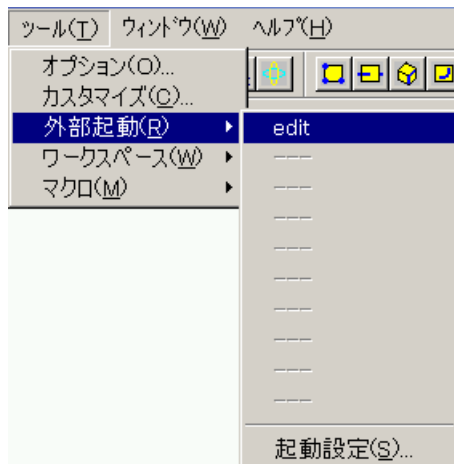 ツール(T) ウィンドウ(W) ヘルプ(H)
オプション(O)...
カスタマイズ(C)...
外部起動(R)
ワークスペース(W)
マクロ(M)
edit
---
---
---
---
---
---
---
---
---
起動設定(S)...